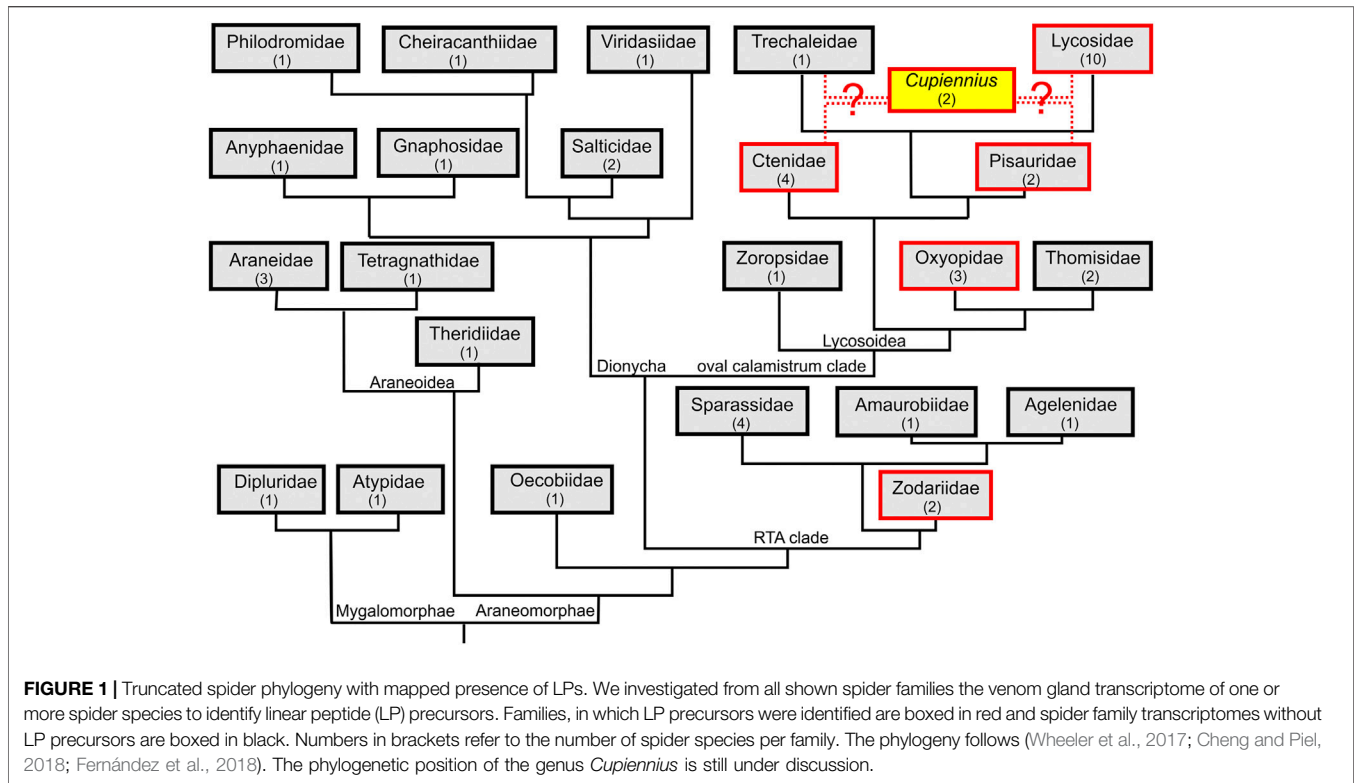 Philodromidae
(1)
Cheiracanthiidae
(1)
Viridasiidae
(1)
Trechaleidae
(1)
Lycosidae
(10)
Cupiennius
(2)
?
?
Anyphaenidae
(1)
Gnaphosidae
(1)
Salticidae
(2)
Ctenidae
(4)
Pisauridae
(2)
Araneidae
(3)
Tetragnathidae
(1)
Zoropsidae
(1)
Oxyopidae
(3)
Thomisidae
(2)
Theridiidae
(1)
Lycosoidea
Araneoidea
Dionycha
oval calamistrum clade
Sparassidae
(4)
Amaurobiidae
(1)
Agelenidae
(1)
Dipluridae
(1)
Atypidae
(1)
Oecobiidae
(1)
Zodariidae
(2)
RTA clade
Mygalomorphae
Araneomorphae
FIGURE 1 | Truncated spider phylogeny with mapped presence of LPs. We investigated from all shown spider families the venom gland transcriptome of one or
more spider species to identify linear peptide (LP) precursors. Families, in which LP precursors were identified are boxed in red and spider family transcriptomes without
LP precursors are boxed in black. Numbers in brackets refer to the number of spider species per family. The phylogeny follows (Wheeler et al., 2017; Cheng and Piel,
2018; Fernández et al., 2018). The phylogenetic position of the genus Cupiennius is still under discussion.